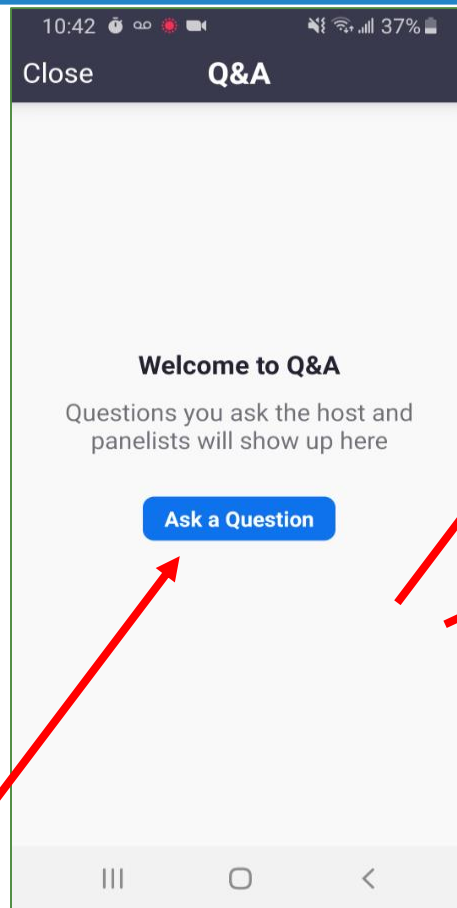 10:42 37%
Close Q&A
Welcome to Q&A
Questions you ask the host and
panelists will show up here
Ask a Question